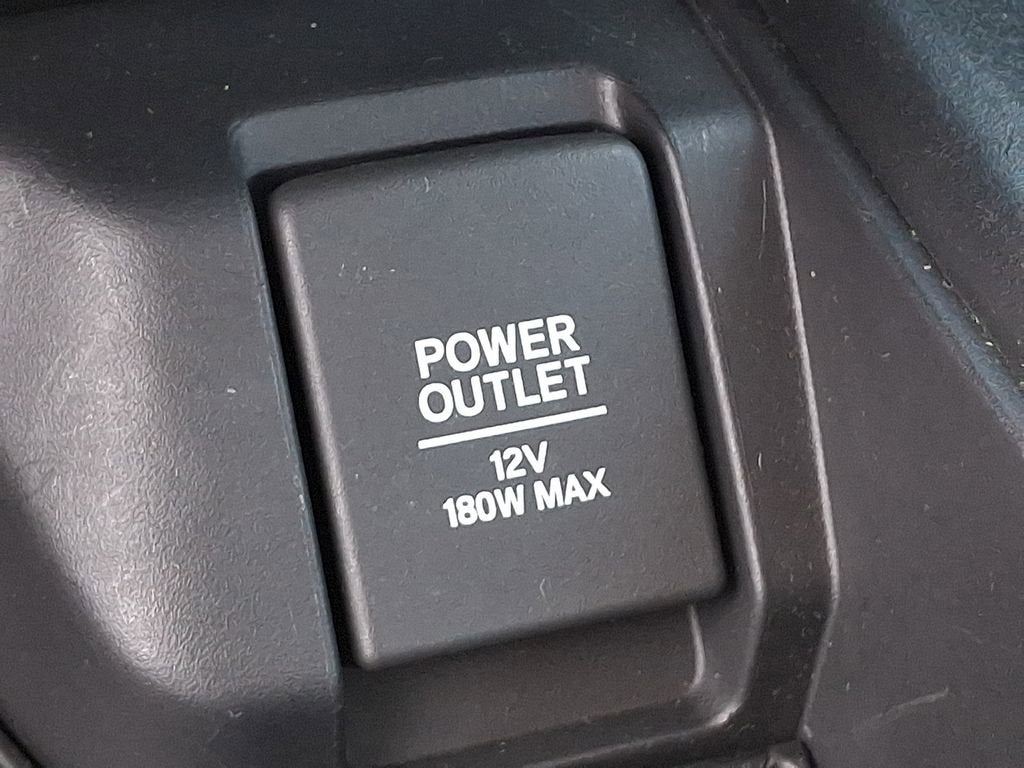 POWER
OUTLET
12V
180W MAX